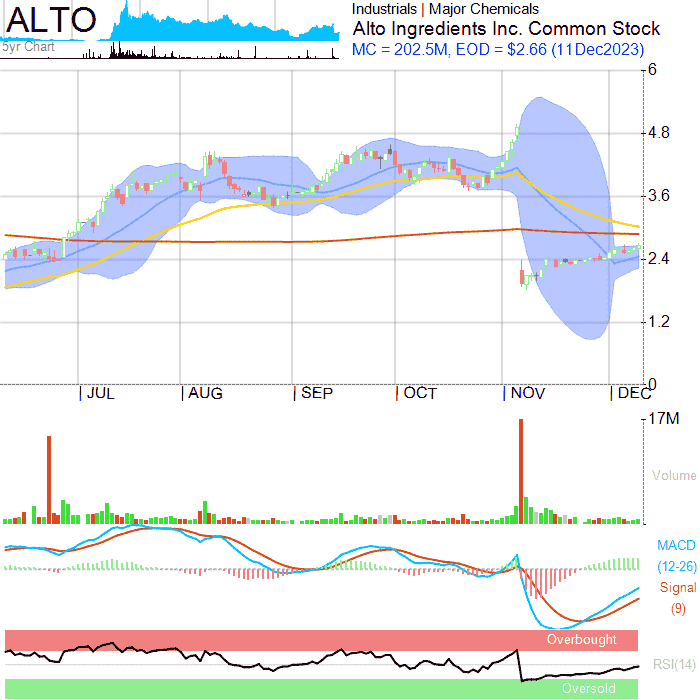 ALTO
5yr Chart
Industrials | Major Chemicals
Alto Ingredients Inc. Common Stock
MC = 202.5M, EOD = $2.66 (11Dec2023)
6
4.8
3.6
2.4
1.2
0
| JUL | AUG | SEP | OCT | NOV | DEC
17M
Volume
MACD
(12-26)
Signal
(9)
Overbought
RSI(14)
Oversold